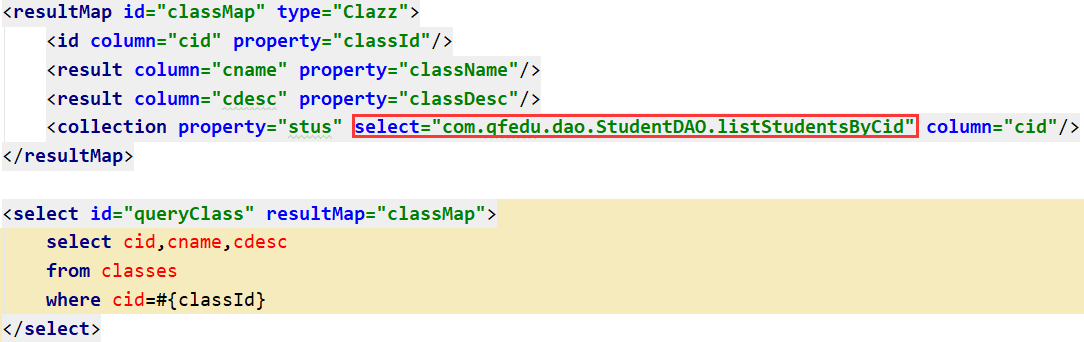 <resultMap id="classMap" type="Clazz">
    <id column="cid" property="classId"/>
    <result column="cname" property="className"/>
    <result column="cdesc" property="classDesc"/>
    <collection property="stus" select="com.qfedu.dao.StudentDAO.listStudentsByCid" column="cid"/>
</resultMap>
<select id="queryClass" resultMap="classMap">
    select cid,cname,cdesc
    from classes
    where cid=#{classId}
</select>